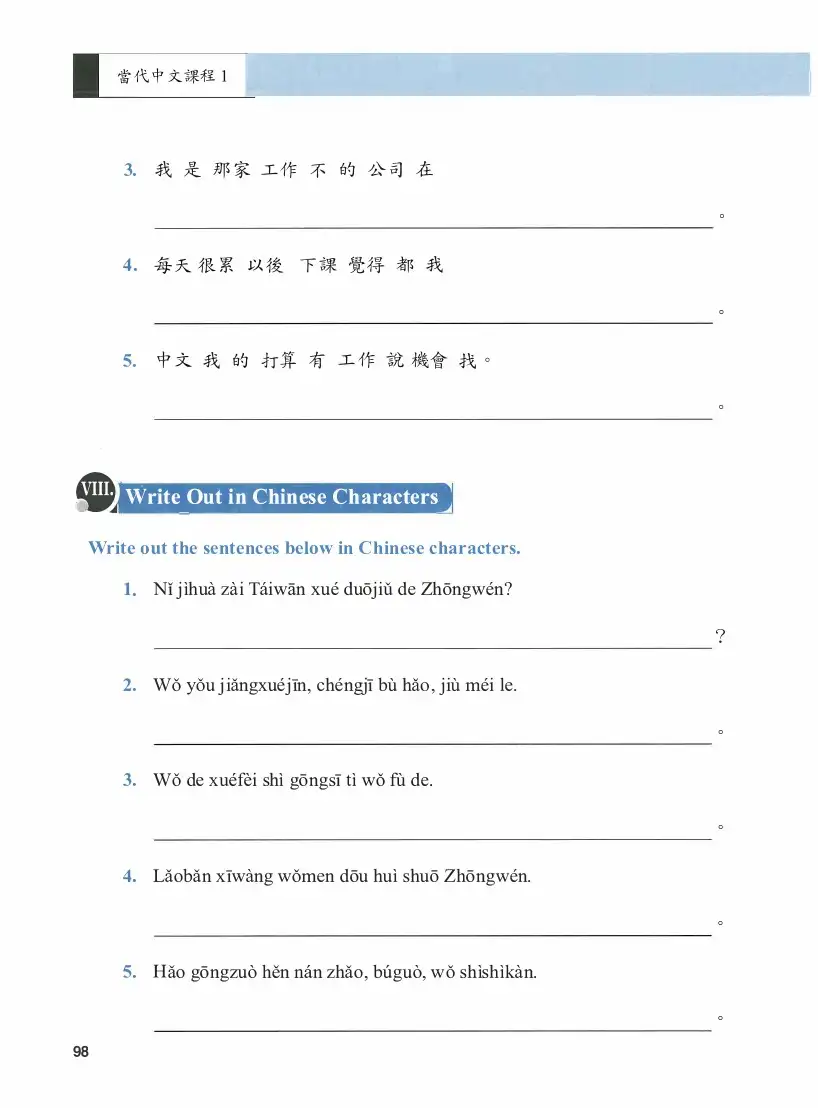 當代中文課程 1
3. 我 是 那家 工作 不 的 公司 在
。
4. 每天 很累 以後 下課 覺得 都 我
。
5. 中文 我 的 打算 有 工作 說 機會 找。
。
VIII. Write Out in Chinese Characters
Write out the sentences below in Chinese characters.
1. Nǐ jìhuà zài Táiwān xué duōjiǔ de Zhōngwén?
?
2. Wǒ yǒu jiǎngxuéjīn, chéngjī bù hǎo, jiù méi le.
。
3. Wǒ de xuéfèi shì gōngsī tì wǒ fù de.
。
4. Lǎobǎn xīwàng wǒmen dōu huì shuō Zhōngwén.
。
5. Hǎo gōngzuò hěn nán zhǎo, búguò, wǒ shìshìkàn.
。
98